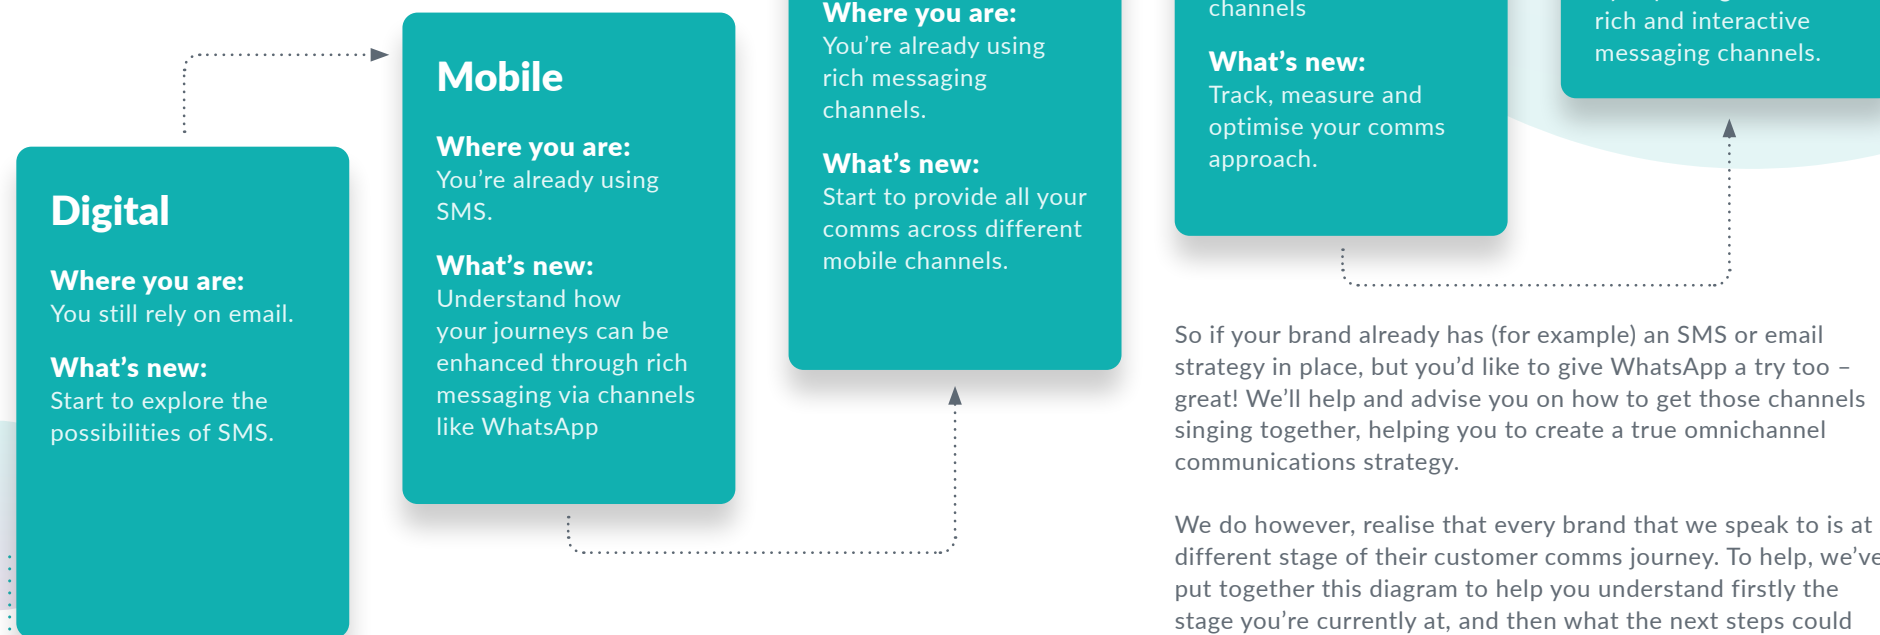 Digital
Where you are:
You still rely on email.
What's new:
Start to explore the
possibilities of SMS.
Mobile
Where you are:
You're already using
SMS.
What's new:
Understand how
your journeys can be
enhanced through rich
messaging via channels
like WhatsApp
Where you are:
You're already using
rich messaging
channels.
What's new:
Start to provide all your
comms across different
mobile channels.
channels
What's new:
Track, measure and
optimise your comms
approach.
rich and interactive
messaging channels.
So if your brand already has (for example) an SMS or email
strategy in place, but you'd like to give WhatsApp a try too –
great! We'll help and advise you on how to get those channels
singing together, helping you to create a true omnichannel
communications strategy.
We do however, realise that every brand that we speak to is at
different stage of their customer comms journey. To help, we've
put together this diagram to help you understand firstly the
stage you're currently at, and then what the next steps could